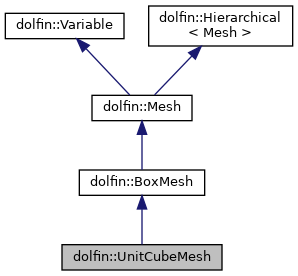 dolfin::Variable
dolfin::Hierarchical
< Mesh >
dolfin::Mesh
dolfin::BoxMesh
dolfin::UnitCubeMesh